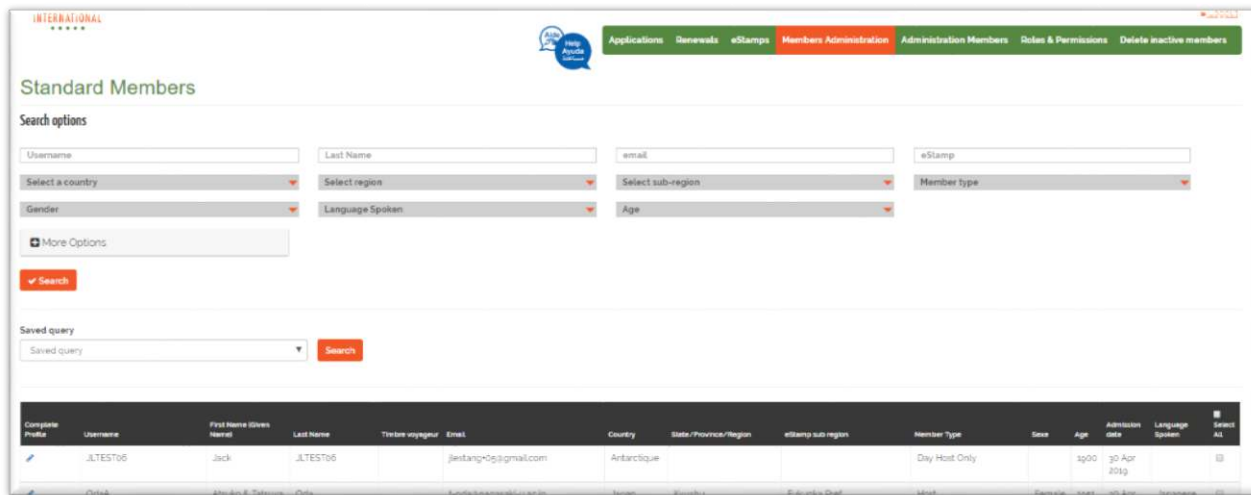 INTERNATIONAL
Aide
Help
Ayuda
Applications Renewals eStamps Members Administration Administration Members Roles & Permissions Delete inactive members
Standard Members
Search options
Username Last Name email eStamp
Select a country Select region Select sub-region Member type
Gender Language Spoken Age
More Options
Search
Saved query
Saved query Search
Complete Profile Username First Name (Given Name) Last Name Timbre voyageur Email Country State/Province/Region eStamp sub region Member Type Sexe Age Admission date Language Spoken Select All
JLTEST06 Jack JLTEST06 jlestang+05@gmail.com Antarctique Day Host Only 1900 30 Apr
2019